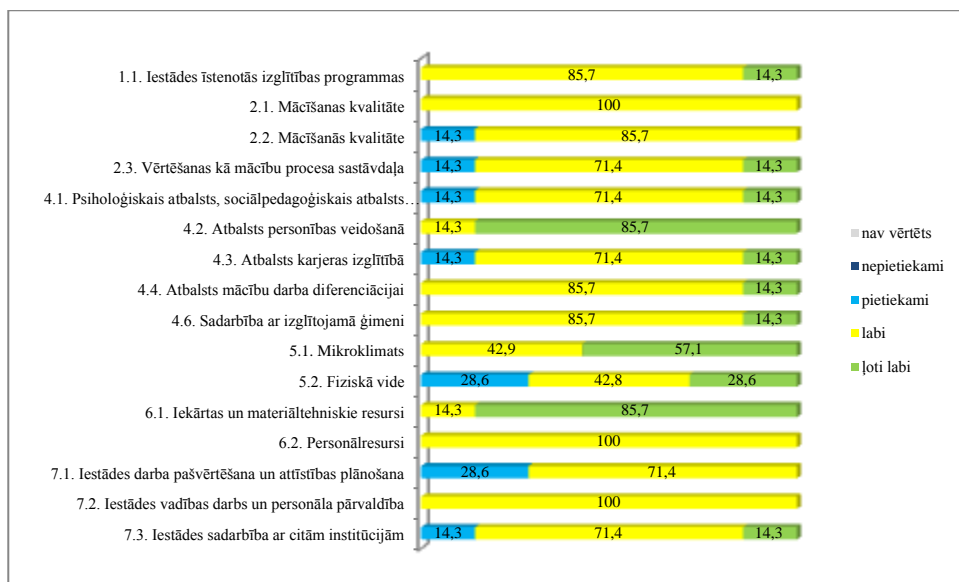 1.1. Iestādes īstenotās izglītības programmas 85,7 14,3
2.1. Mācīšanas kvalitāte 100
2.2. Mācīšanās kvalitāte 14,3 85,7
2.3. Vērtēšanas kā mācību procesa sastāvdaļa 14,3 71,4 14,3
4.1. Psiholoģiskais atbalsts, sociālpedagoģiskais atbalsts… 14,3 71,4 14,3
4.2. Atbalsts personības veidošanā 14,3 85,7
4.3. Atbalsts karjeras izglītībā 14,3 71,4 14,3
4.4. Atbalsts mācību darba diferenciācijai 85,7 14,3
4.6. Sadarbība ar izglītojamā ģimeni 85,7 14,3
5.1. Mikroklimats 42,9 57,1
5.2. Fiziskā vide 28,6 42,8 28,6
6.1. Iekārtas un materiāltehniskie resursi 14,3 85,7
6.2. Personālresursi 100
7.1. Iestādes darba pašvērtēšana un attīstības plānošana 28,6 71,4
7.2. Iestādes vadības darbs un personāla pārvaldība 100
7.3. Iestādes sadarbība ar citām institūcijām 14,3 71,4 14,3
nav vērtēts
nepietiekami
pietiekami
labi
ļoti labi